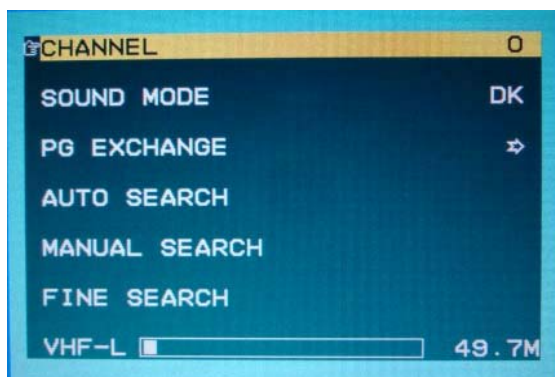 CHANNEL 0
SOUND MODE DK
PG EXCHANGE
AUTO SEARCH
MANUAL SEARCH
FINE SEARCH
VHF-L 49.7M